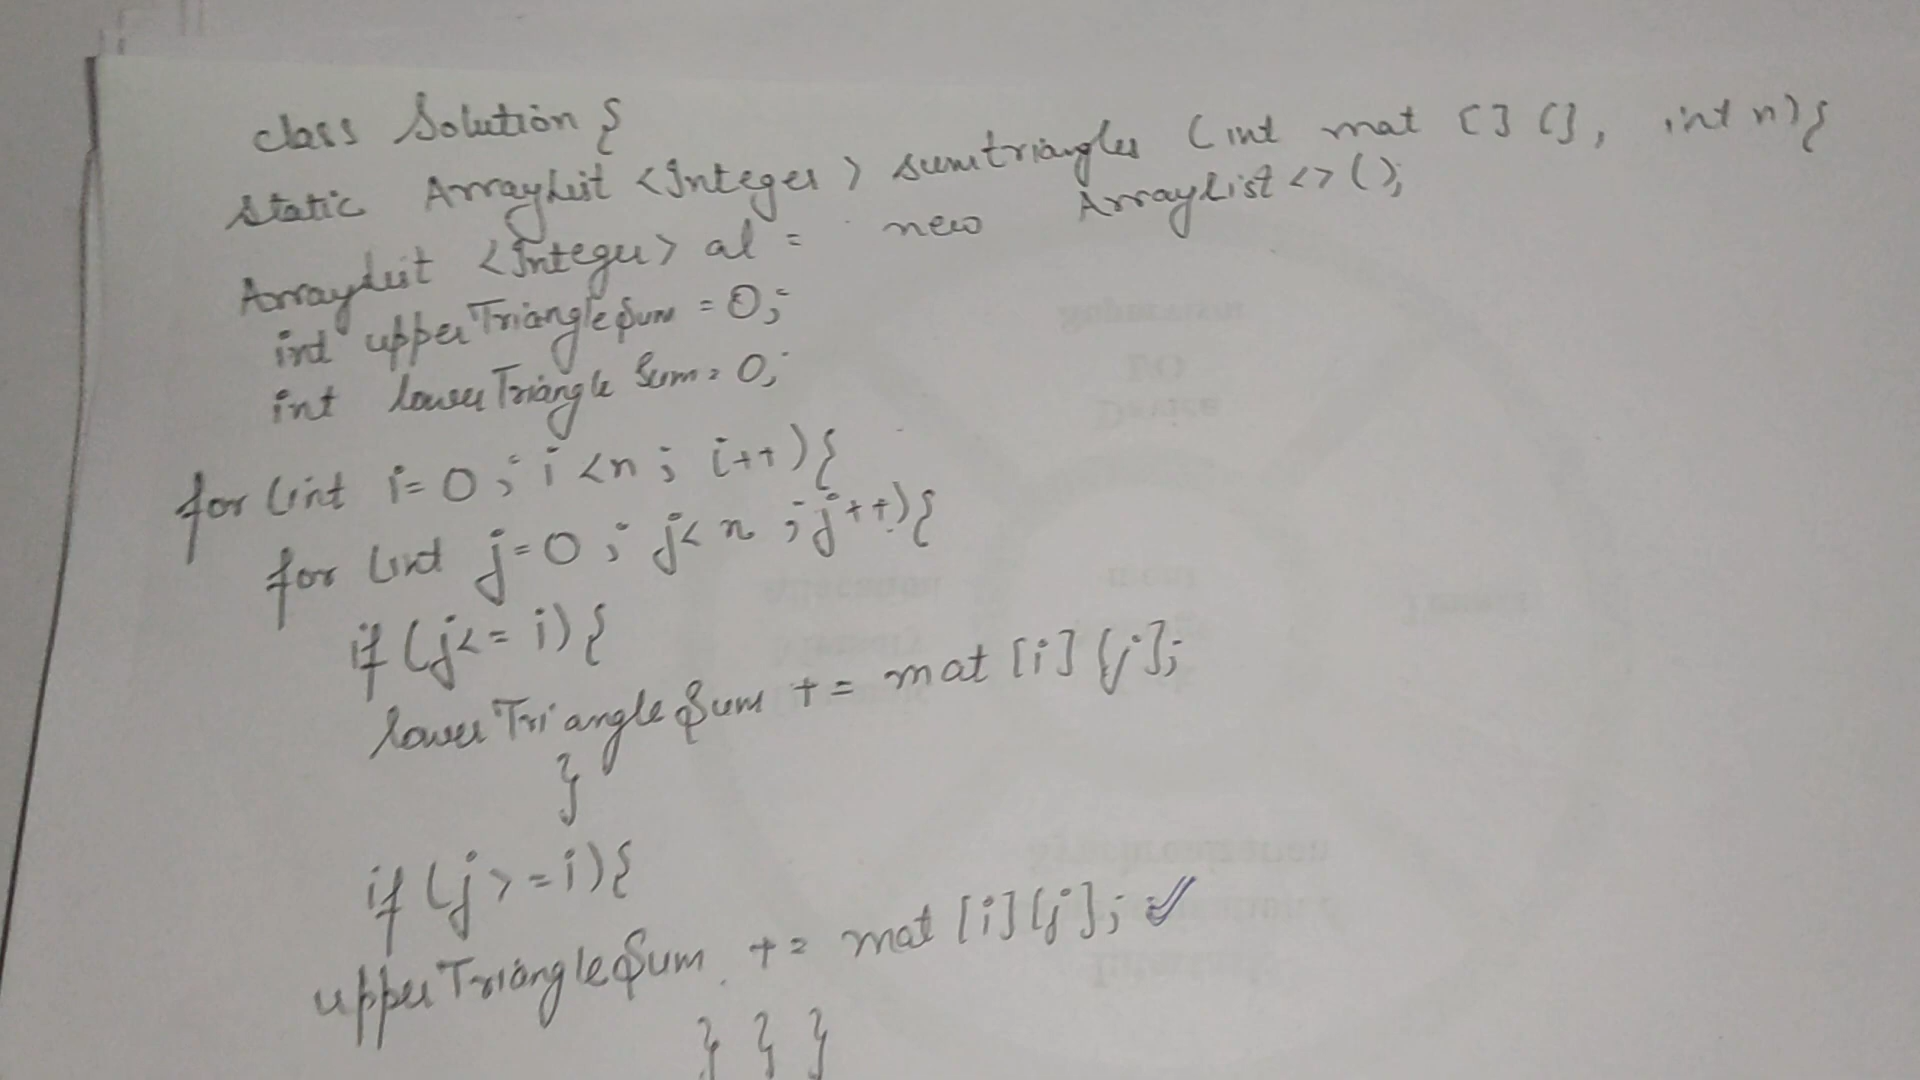 class Solution {
static ArrayList <Integer> sumtriangles (int mat [] [], int n){
ArrayList <Integer> al = new ArrayList <> ();
int upperTriangleSum = 0;
int lowerTriangle Sum = 0;
for (int i = 0 ; i < n ; i++){
for (int j = 0 ; j < n ; j++){
if (j <= i) {
lowerTriangleSum += mat [i] [j];
}
if (j >= i) {
upperTriangleSum += mat [i] [j];
} } }